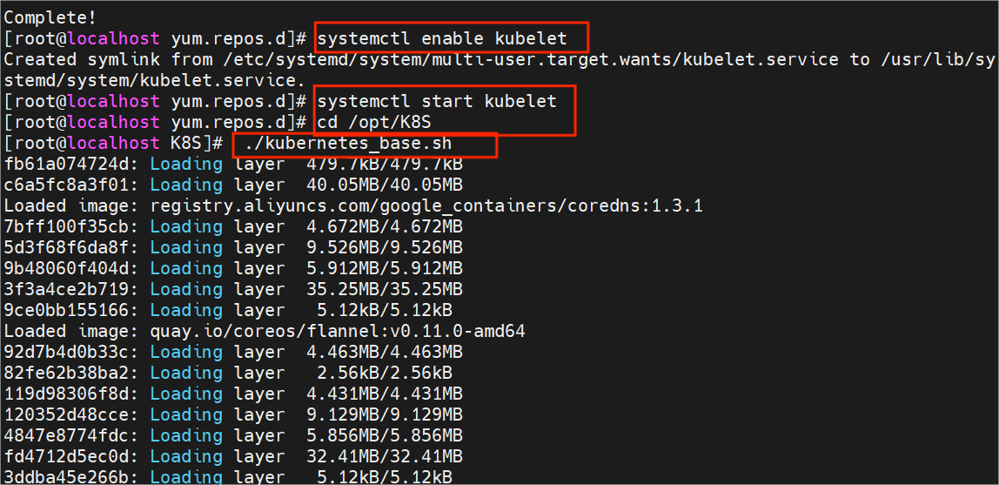 Complete!
[root@localhost yum.repos.d]# systemctl enable kubelet
Created symlink from /etc/systemd/system/multi-user.target.wants/kubelet.service to /usr/lib/sy
stemd/system/kubelet.service.
[root@localhost yum.repos.d]# systemctl start kubelet
[root@localhost yum.repos.d]# cd /opt/K8S
[root@localhost K8S]#  ./kubernetes_base.sh
fb61a074724d: Loading layer  479.7kB/479.7kB
c6a5fc8a3f01: Loading layer  40.05MB/40.05MB
Loaded image: registry.aliyuncs.com/google_containers/coredns:1.3.1
7bff100f35cb: Loading layer  4.672MB/4.672MB
5d3f68f6da8f: Loading layer  9.526MB/9.526MB
9b48060f404d: Loading layer  5.912MB/5.912MB
3f3a4ce2b719: Loading layer  35.25MB/35.25MB
9ce0bb155166: Loading layer   5.12kB/5.12kB
Loaded image: quay.io/coreos/flannel:v0.11.0-amd64
92d7b4d0b33c: Loading layer  4.463MB/4.463MB
82fe62b38ba2: Loading layer   2.56kB/2.56kB
119d98306f8d: Loading layer  4.431MB/4.431MB
120352d48cce: Loading layer  9.129MB/9.129MB
4847e8774fdc: Loading layer  5.856MB/5.856MB
fd4712d5ec0d: Loading layer  32.41MB/32.41MB
3ddba45e266b: Loading layer   5.12kB/5.12kB